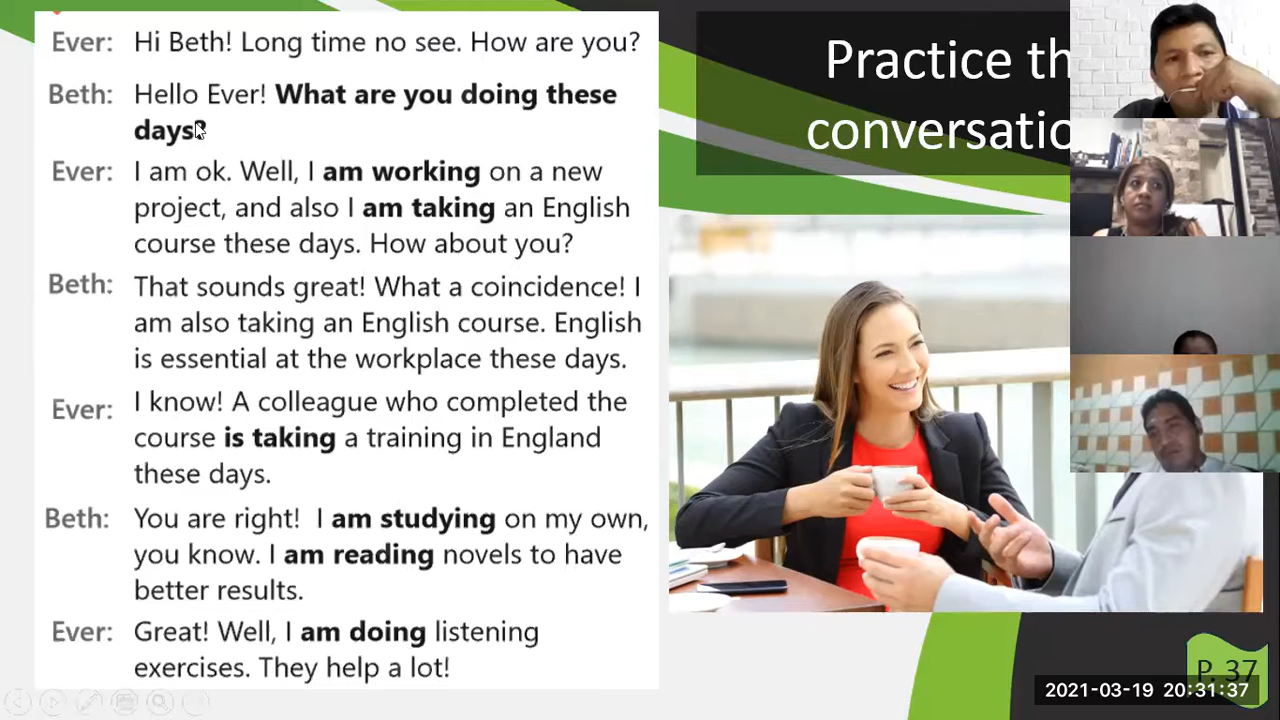 Ever: Hi Beth! Long time no see. How are you?
Beth: Hello Ever! What are you doing these
days?
Ever: I am ok. Well, I am working on a new
project, and also I am taking an English
course these days. How about you?
Beth: That sounds great! What a coincidence! I
am also taking an English course. English
is essential at the workplace these days.
Ever: I know! A colleague who completed the
course is taking a training in England
these days.
Beth: You are right! I am studying on my own,
you know. I am reading novels to have
better results.
Ever: Great! Well, I am doing listening
exercises. They help a lot!
Practice th
conversatio
P. 37
2021-03-19 20:31:37